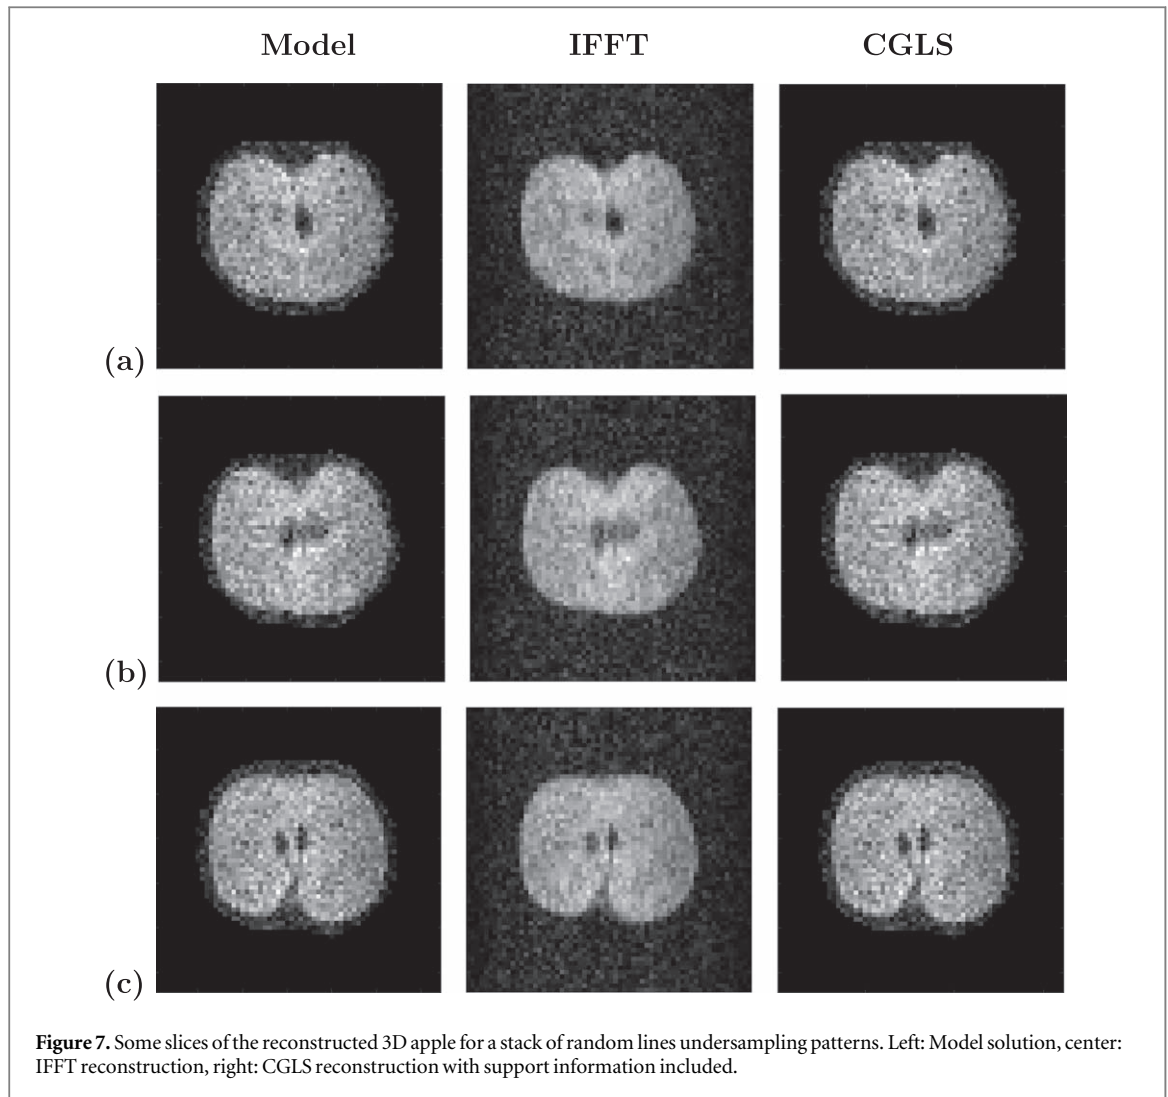 Model IFFT CGLS
(a)
(b)
(c)
Figure 7. Some slices of the reconstructed 3D apple for a stack of random lines undersampling patterns. Left: Model solution, center:
IFFT reconstruction, right: CGLS reconstruction with support information included.